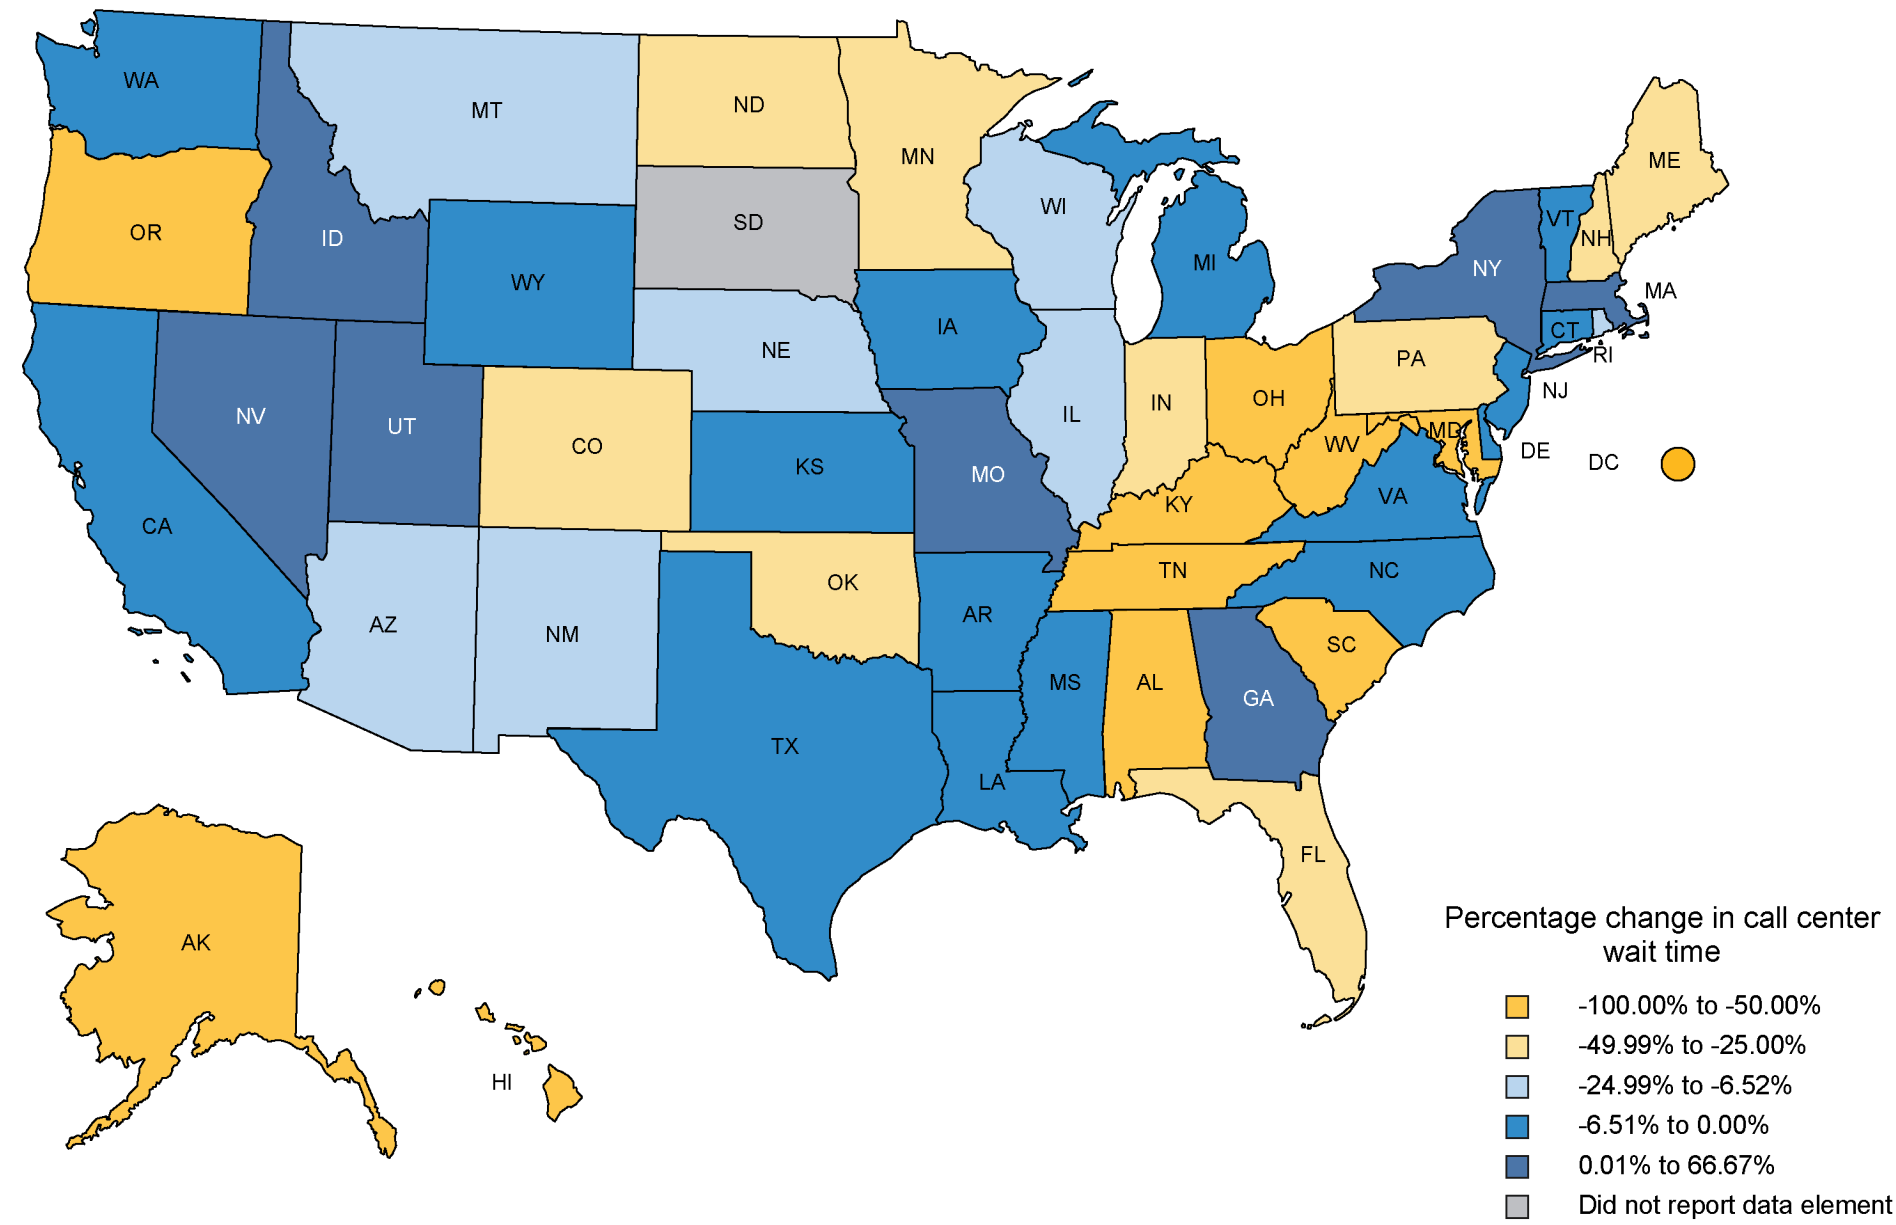 WA
MT
ND
MN
ME
OR
ID
SD
WI
VT
NH
WY
MI
NY
MA
IA
CT
NE
RI
PA
NV
UT
CO
IL
IN
OH
NJ
KS
MO
WV
MD
DE
DC
CA
KY
VA
OK
TN
NC
AZ
NM
AR
SC
TX
MS
AL
GA
LA
FL
AK
HI
Percentage change in call center
wait time
-100.00% to -50.00%
-49.99% to -25.00%
-24.99% to -6.52%
-6.51% to 0.00%
0.01% to 66.67%
Did not report data element